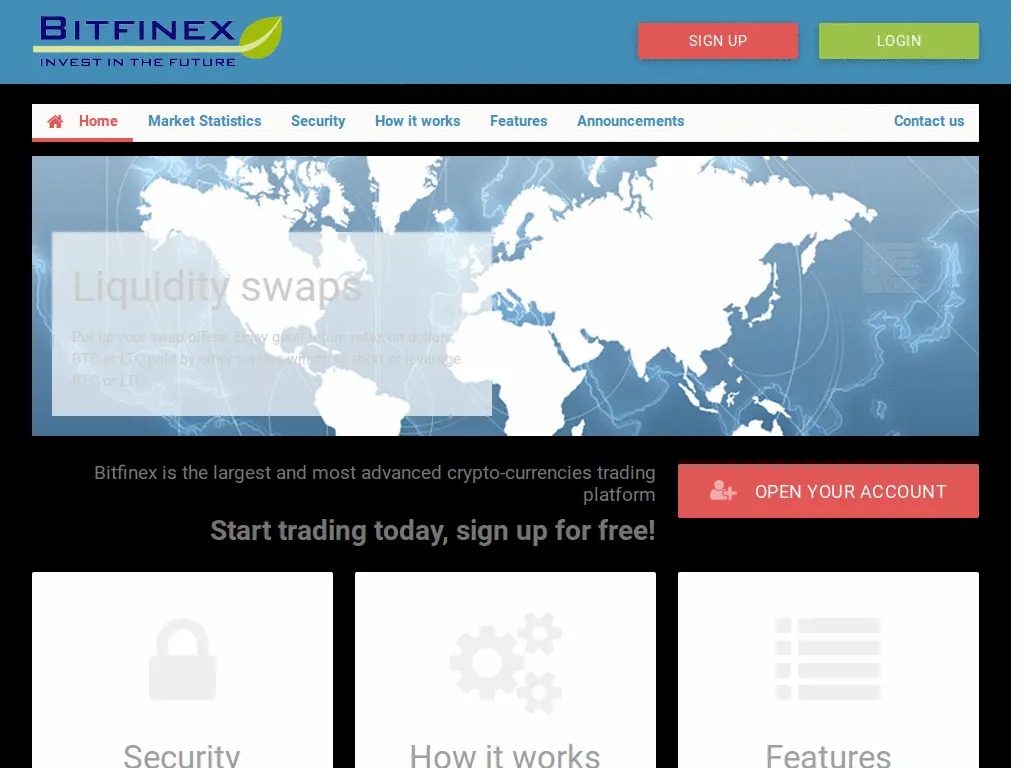 BITFINEX
INVEST IN THE FUTURE
SIGN UP
LOGIN
Home
Market Statistics
Security
How it works
Features
Announcements
Contact us
Liquidity swaps
Put up your swap offers. Enjoy good return rates on dollars,
BTC or LTC paid by other traders willing to short or leverage
BTC or LTC
Bitfinex is the largest and most advanced crypto-currencies trading
platform
Start trading today, sign up for free!
OPEN YOUR ACCOUNT
Security
How it works
Features